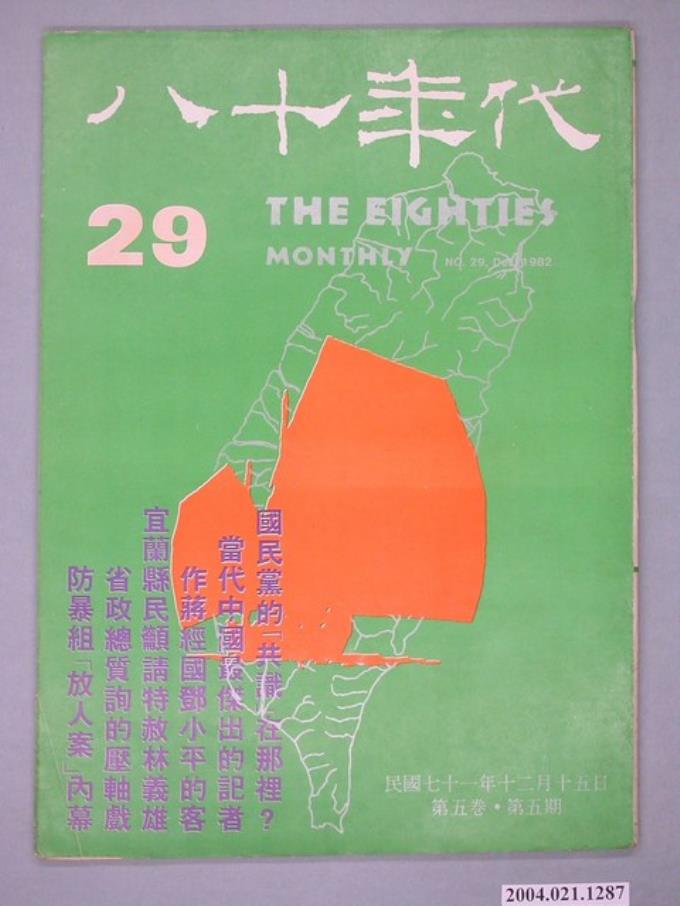 八十年代
29
THE EIGHTIES
MONTHLY
NO. 29, Dec. 1982
國民黨的「共識」在那裡?
當代中國最傑出的記者
作蔣經國鄧小平的客
宜蘭縣民籲請特赦林義雄
省政總質詢的壓軸戲
防暴組「放人案」內幕
民國七十一年十二月十五日
第五卷・第五期
2004.021.1287